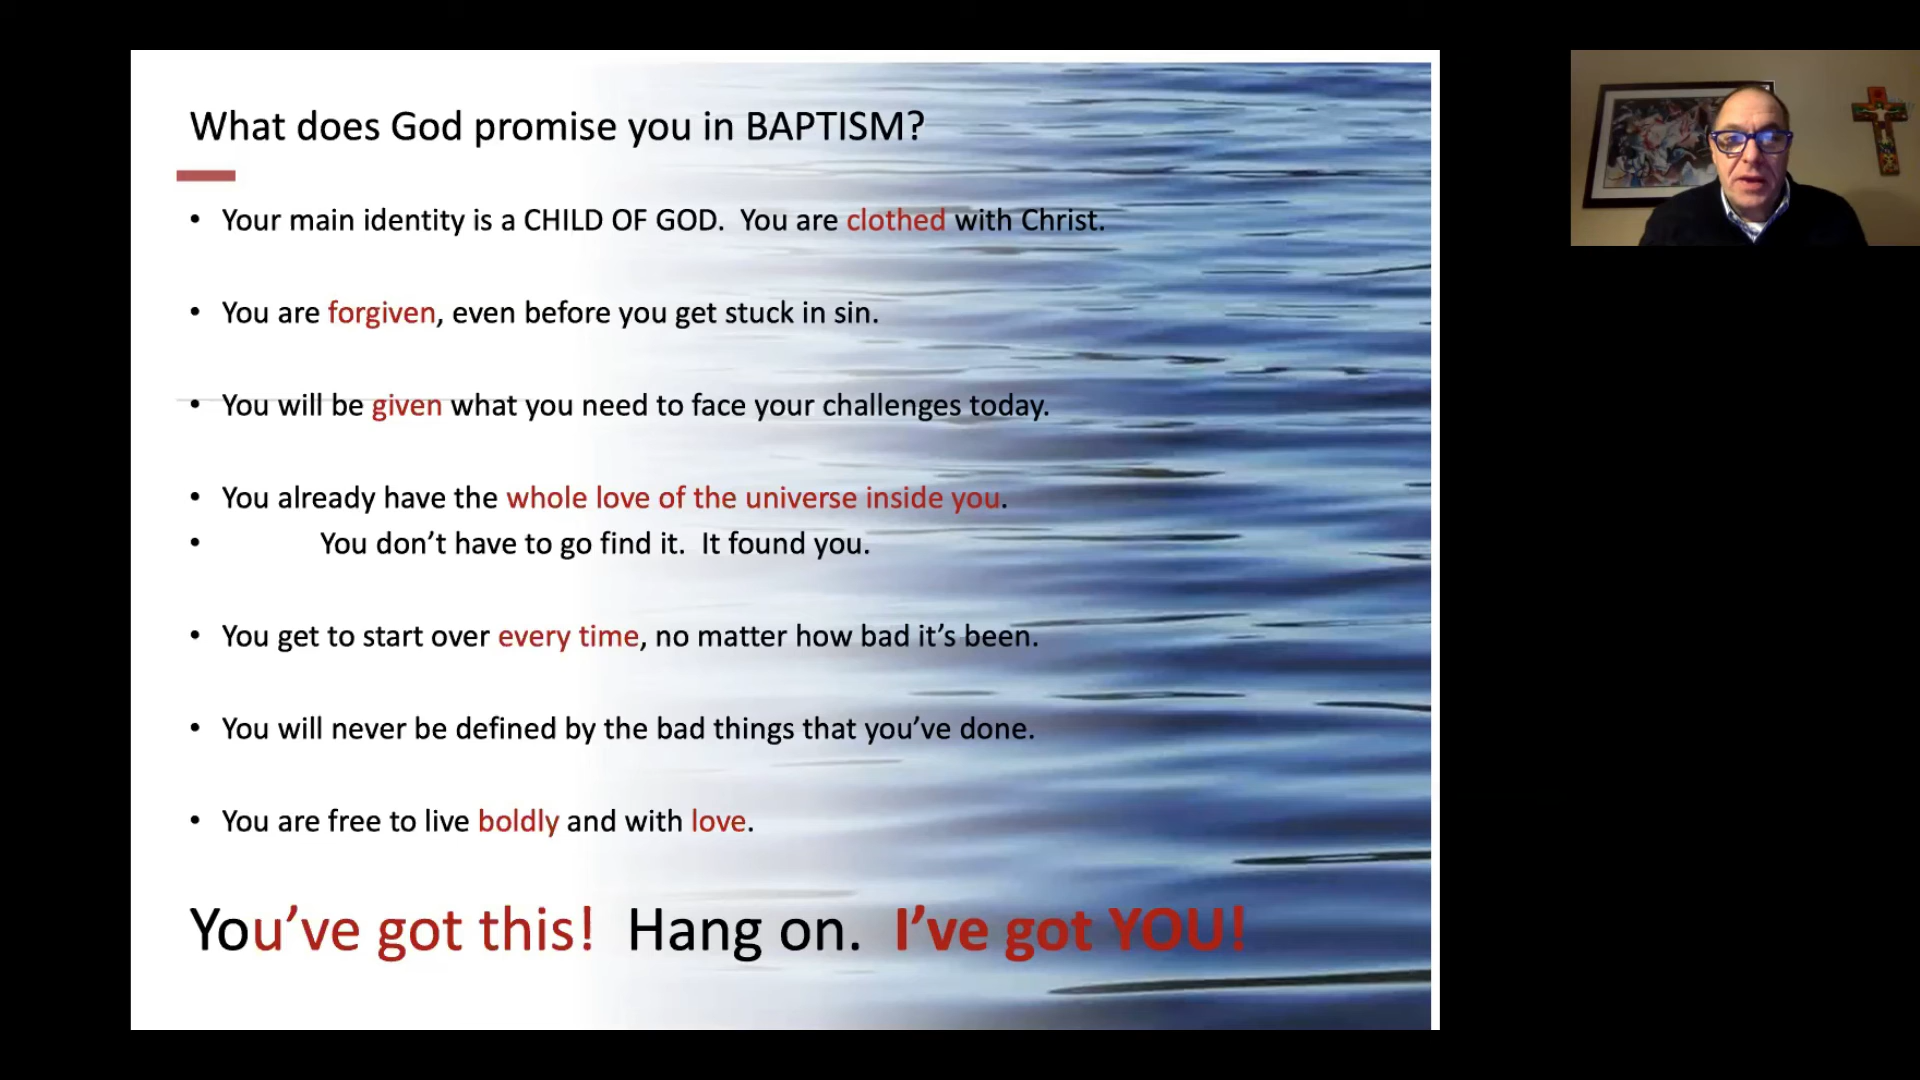 What does God promise you in BAPTISM?
• Your main identity is a CHILD OF GOD. You are clothed with Christ.
• You are forgiven, even before you get stuck in sin.
• You will be given what you need to face your challenges today.
• You already have the whole love of the universe inside you.
• You don’t have to go find it. It found you.
• You get to start over every time, no matter how bad it’s been.
• You will never be defined by the bad things that you’ve done.
• You are free to live boldly and with love.
You’ve got this! Hang on. I’ve got YOU!